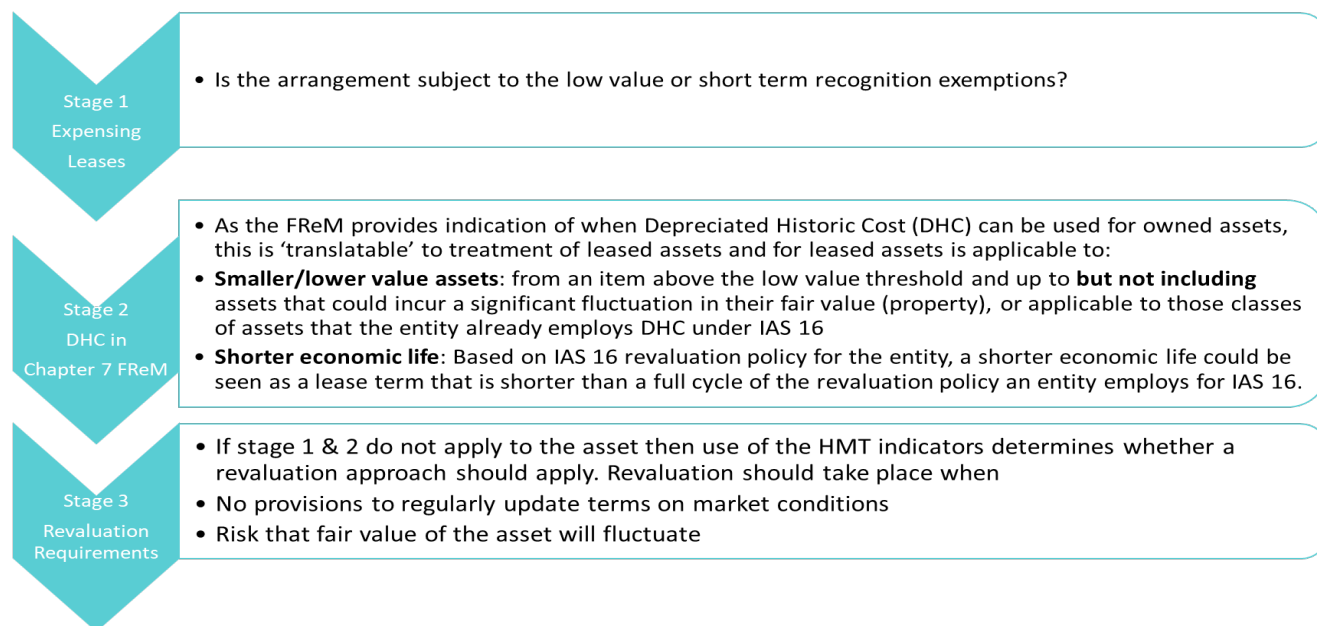 Stage 1
Expensing
Leases
• Is the arrangement subject to the low value or short term recognition exemptions?
Stage 2
DHC in
Chapter 7 FReM
• As the FReM provides indication of when Depreciated Historic Cost (DHC) can be used for owned assets,
this is ‘translatable’ to treatment of leased assets and for leased assets is applicable to:
• Smaller/lower value assets: from an item above the low value threshold and up to but not including
assets that could incur a significant fluctuation in their fair value (property), or applicable to those classes
of assets that the entity already employs DHC under IAS 16
• Shorter economic life: Based on IAS 16 revaluation policy for the entity, a shorter economic life could be
seen as a lease term that is shorter than a full cycle of the revaluation policy an entity employs for IAS 16.
Stage 3
Revaluation
Requirements
• If stage 1 & 2 do not apply to the asset then use of the HMT indicators determines whether a
revaluation approach should apply. Revaluation should take place when
• No provisions to regularly update terms on market conditions
• Risk that fair value of the asset will fluctuate